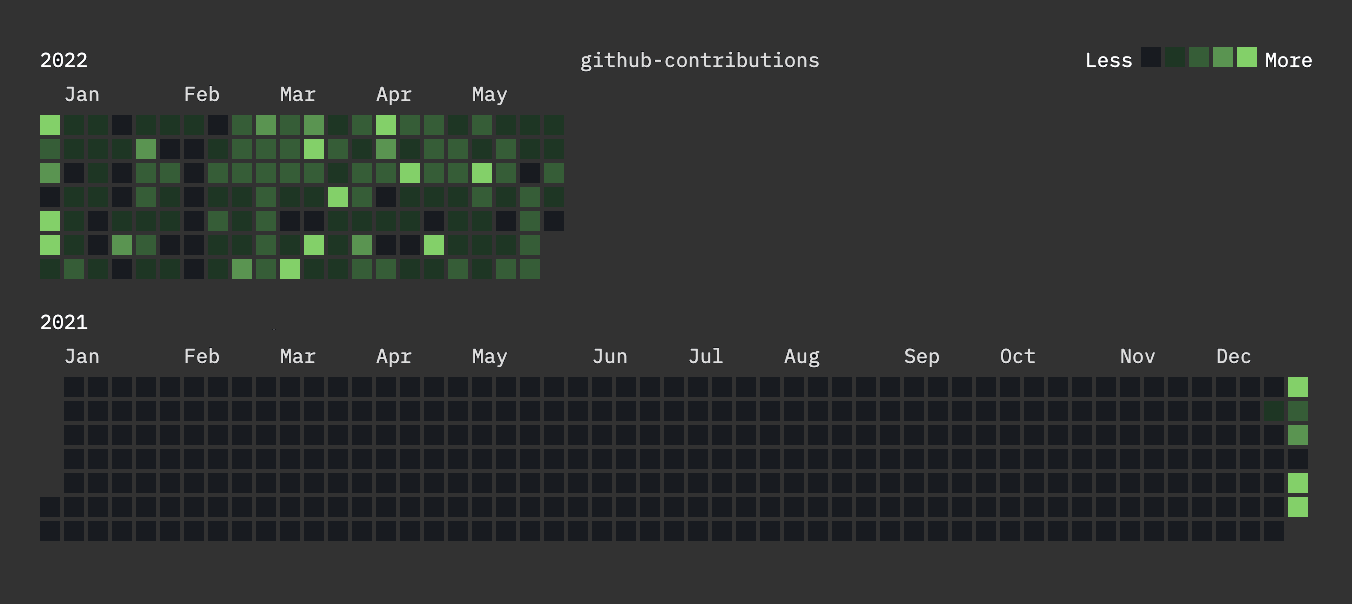 2022 github-contributions Less More
Jan Feb Mar Apr May
2021
Jan Feb Mar Apr May Jun Jul Aug Sep Oct Nov Dec